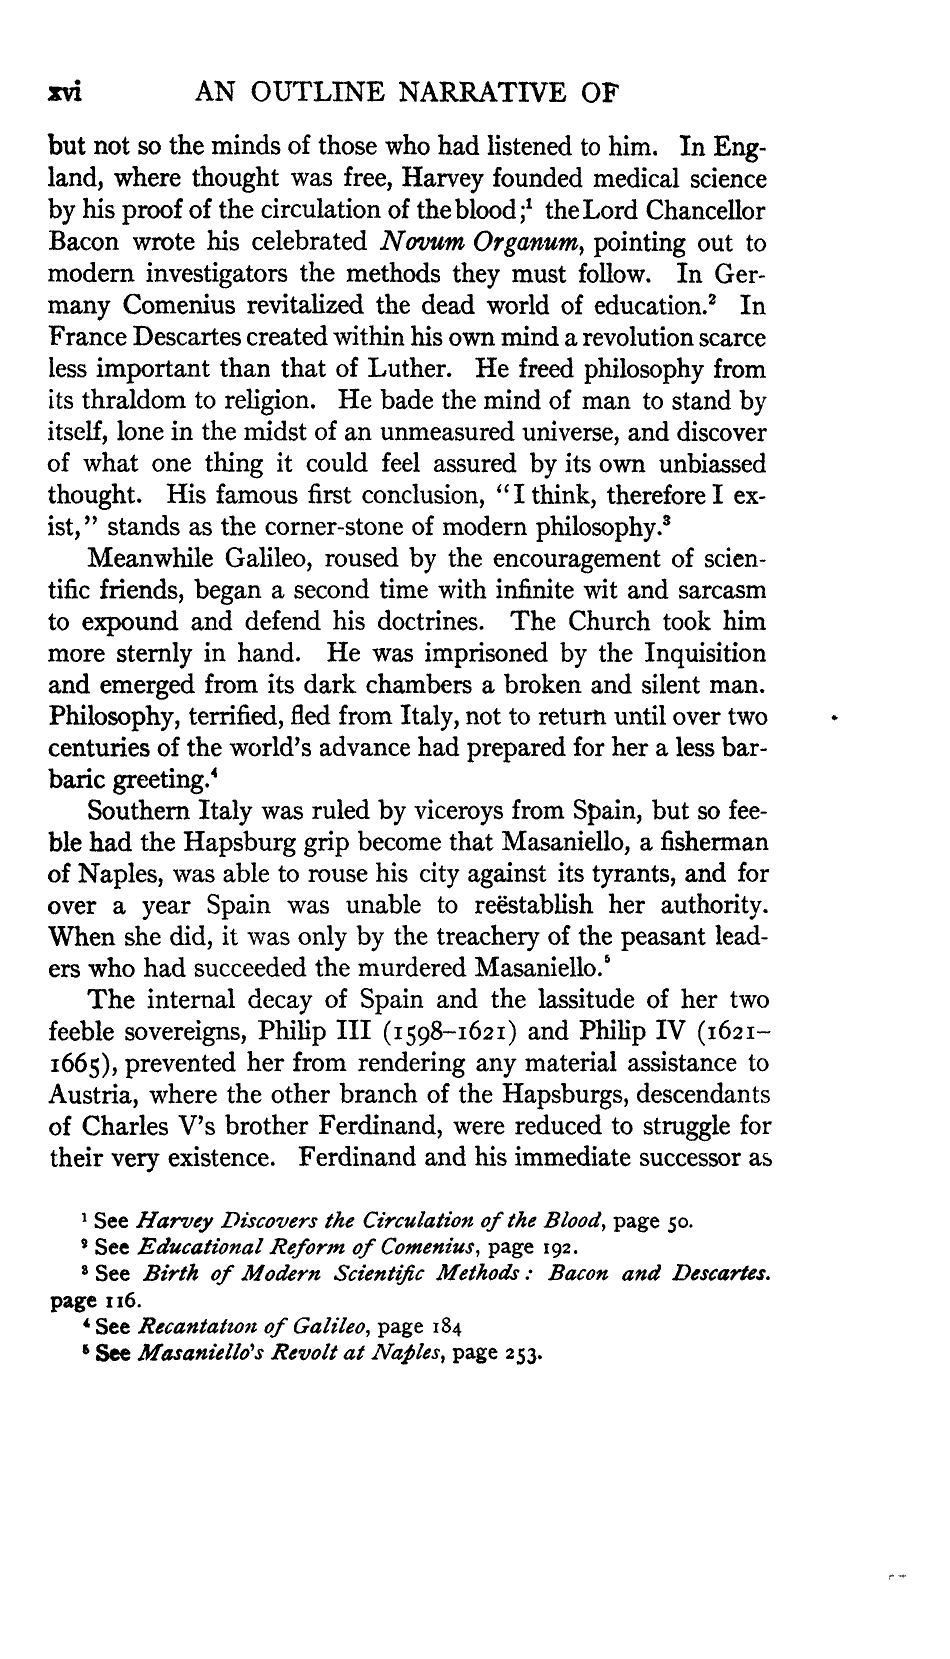 xvi AN OUTLINE NARRATIVE OF
but not so the minds of those who had listened to him. In Eng-
land, where thought was free, Harvey founded medical science
by his proof of the circulation of the blood;¹ the Lord Chancellor
Bacon wrote his celebrated Novum Organum, pointing out to
modern investigators the methods they must follow. In Ger-
many Comenius revitalized the dead world of education.² In
France Descartes created within his own mind a revolution scarce
less important than that of Luther. He freed philosophy from
its thraldom to religion. He bade the mind of man to stand by
itself, lone in the midst of an unmeasured universe, and discover
of what one thing it could feel assured by its own unbiassed
thought. His famous first conclusion, "I think, therefore I ex-
ist," stands as the corner-stone of modern philosophy.³
Meanwhile Galileo, roused by the encouragement of scien-
tific friends, began a second time with infinite wit and sarcasm
to expound and defend his doctrines. The Church took him
more sternly in hand. He was imprisoned by the Inquisition
and emerged from its dark chambers a broken and silent man.
Philosophy, terrified, fled from Italy, not to return until over two
centuries of the world's advance had prepared for her a less bar-
baric greeting.⁴
Southern Italy was ruled by viceroys from Spain, but so fee-
ble had the Hapsburg grip become that Masaniello, a fisherman
of Naples, was able to rouse his city against its tyrants, and for
over a year Spain was unable to reëstablish her authority.
When she did, it was only by the treachery of the peasant lead-
ers who had succeeded the murdered Masaniello.⁵
The internal decay of Spain and the lassitude of her two
feeble sovereigns, Philip III (1598–1621) and Philip IV (1621–
1665), prevented her from rendering any material assistance to
Austria, where the other branch of the Hapsburgs, descendants
of Charles V's brother Ferdinand, were reduced to struggle for
their very existence. Ferdinand and his immediate successor as
¹ See Harvey Discovers the Circulation of the Blood, page 50.
² See Educational Reform of Comenius, page 192.
³ See Birth of Modern Scientific Methods: Bacon and Descartes.
page 116.
⁴ See Recantation of Galileo, page 184
⁵ See Masaniello's Revolt at Naples, page 253.